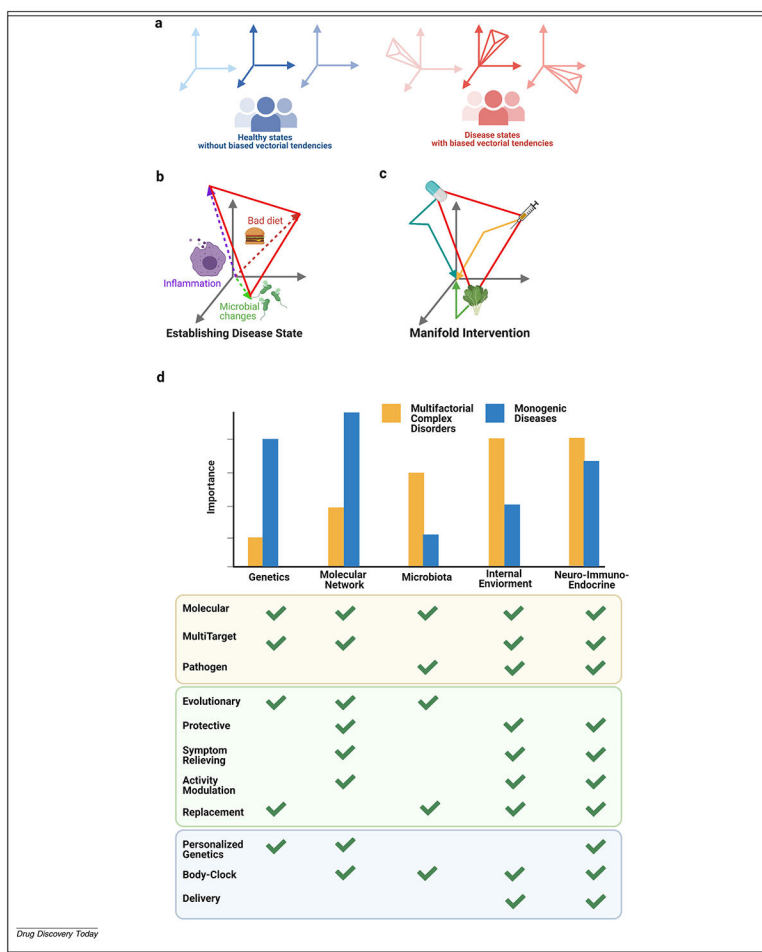 a
Healthy states
without biased vectorial tendencies
Disease states
with biased vectorial tendencies
b
Bad diet
Inflammation
Microbial
changes
Establishing Disease State
c
Manifold Intervention
d
Multifactorial
Complex
Disorders
Monogenic
Diseases
Importance
Genetics
Molecular
Network
Microbiota
Internal
Enviorment
Neuro-Immuno-
Endocrine
Molecular
MultiTarget
Pathogen
Evolutionary
Protective
Symptom
Relieving
Activity
Modulation
Replacement
Personalized
Genetics
Body-Clock
Delivery
Drug Discovery Today